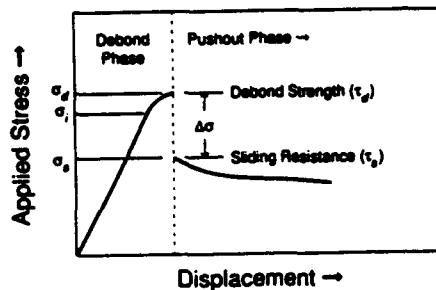 Debond
Phase
Pushout Phase →
σd
Debond Strength (τd)
σi
Δσ
σs
Sliding Resistance (τs)
Applied Stress →
Displacement →